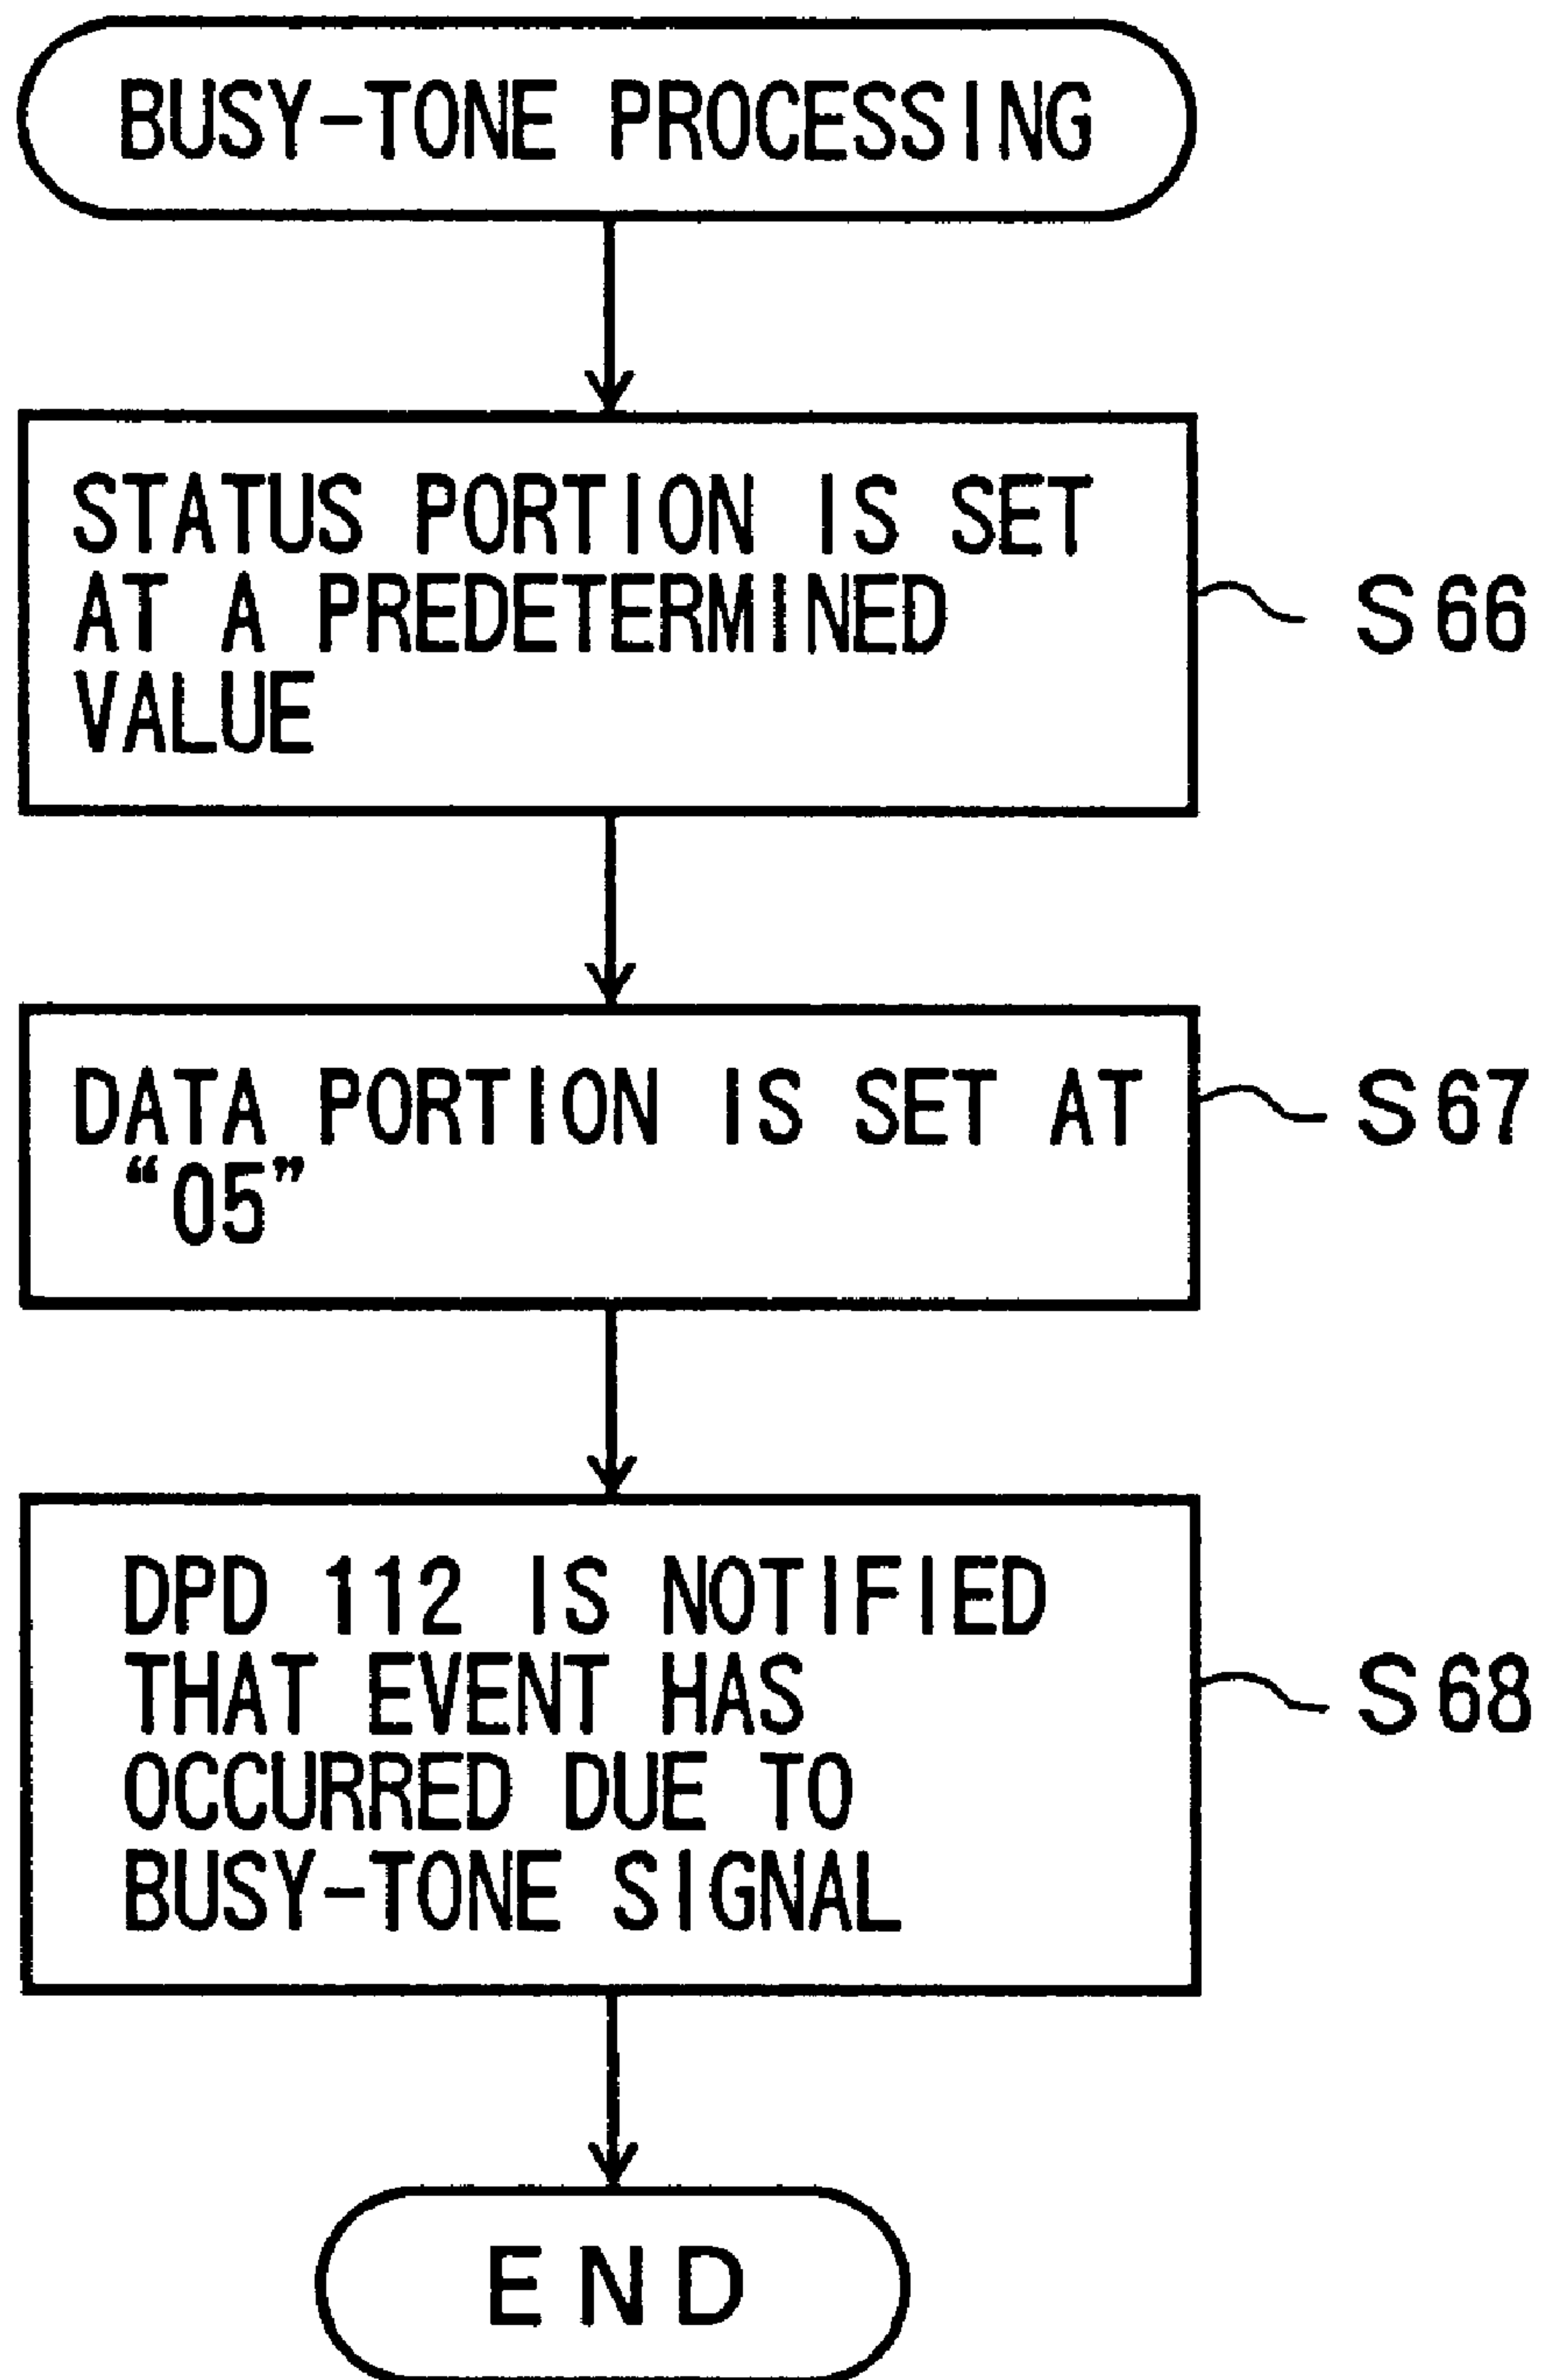 BUSY-TONE PROCESSING
STATUS PORTION IS SET
AT A PREDETERMINED
VALUE
S66
DATA PORTION IS SET AT
“05”
S67
DPD 112 IS NOTIFIED
THAT EVENT HAS
OCCURRED DUE TO
BUSY-TONE SIGNAL
S68
END